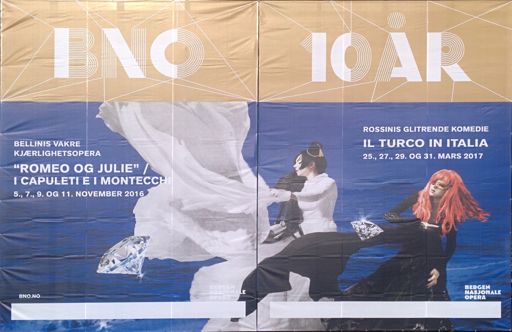 BNO
10 ÅR
BELLINIS VAKRE
KJÆRLIGHETSOPERA
"ROMEO OG JULIE" /
I CAPULETI E I MONTECCHI
5., 7., 9. OG 11. NOVEMBER 2016
BNO.NO
BERGEN
NASJONALE
OPERA
ROSSINIS GLITRENDE KOMEDIE
IL TURCO IN ITALIA
25., 27., 29. OG 31. MARS 2017
BERGEN
NASJONALE
OPERA